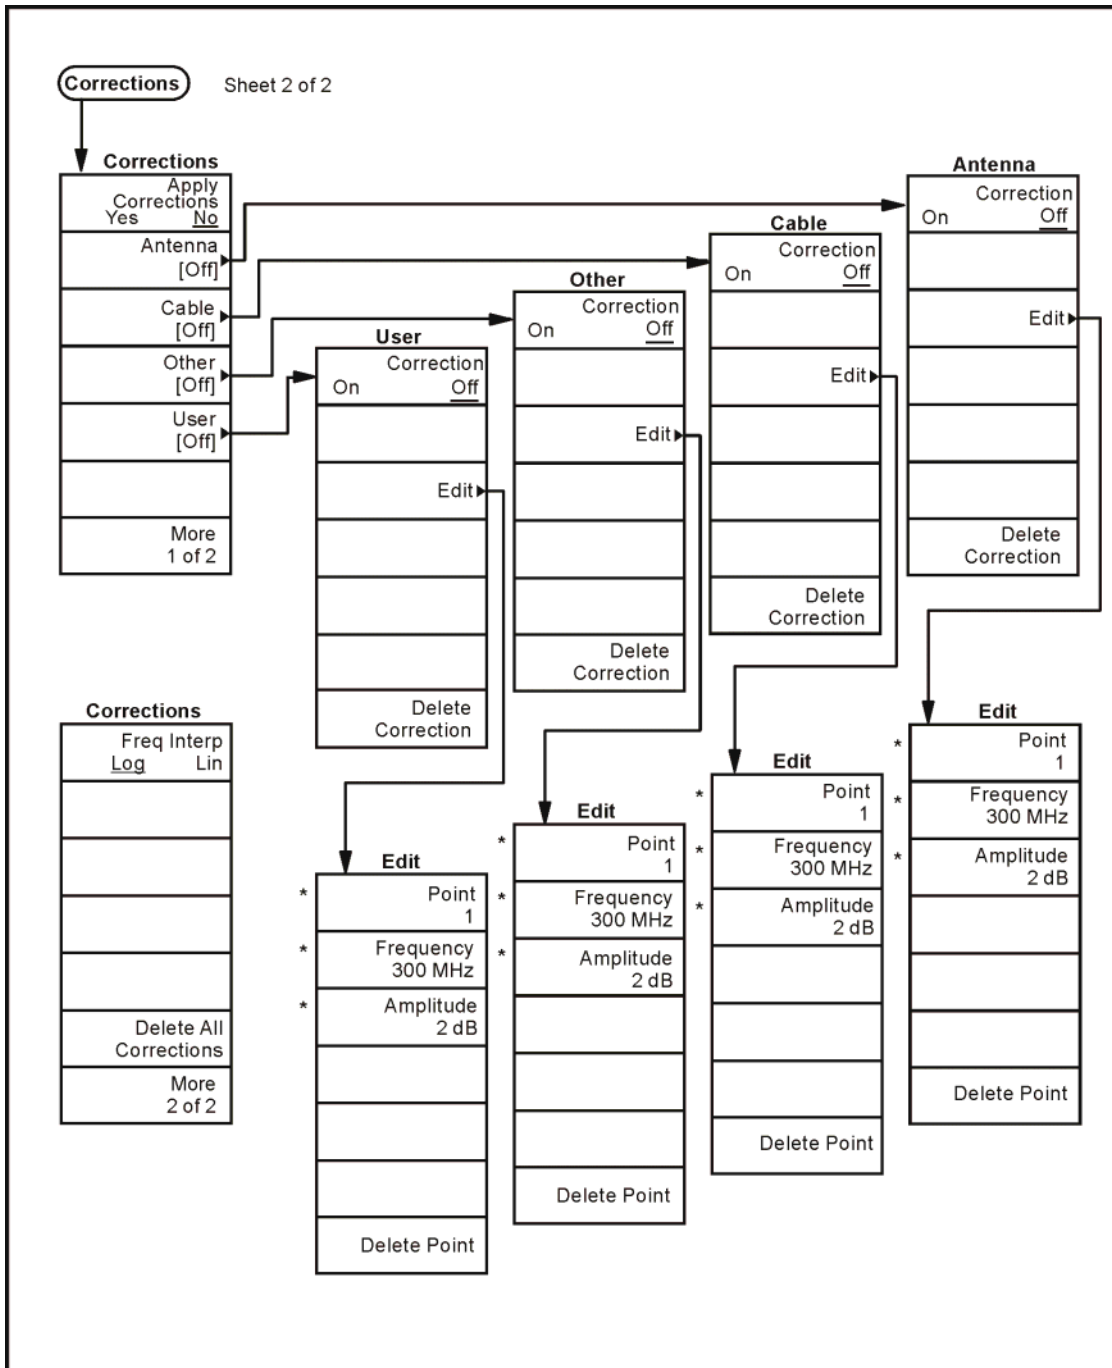 Corrections
Sheet 2 of 2
Corrections
Apply
Corrections
Yes No
Antenna
[Off]
Cable
[Off]
Other
[Off]
User
[Off]
More
1 of 2
User
Correction
On Off
Edit
Delete
Correction
Other
Correction
On Off
Edit
Delete
Correction
Cable
Correction
On Off
Edit
Delete
Correction
Antenna
Correction
On Off
Edit
Delete
Correction
Corrections
Freq Interp
Log Lin
Delete All
Corrections
More
2 of 2
Edit
* Point
1
* Frequency
300 MHz
* Amplitude
2 dB
Delete Point
Edit
* Point
1
* Frequency
300 MHz
* Amplitude
2 dB
Delete Point
Edit
* Point
1
* Frequency
300 MHz
* Amplitude
2 dB
Delete Point
Edit
* Point
1
* Frequency
300 MHz
* Amplitude
2 dB
Delete Point